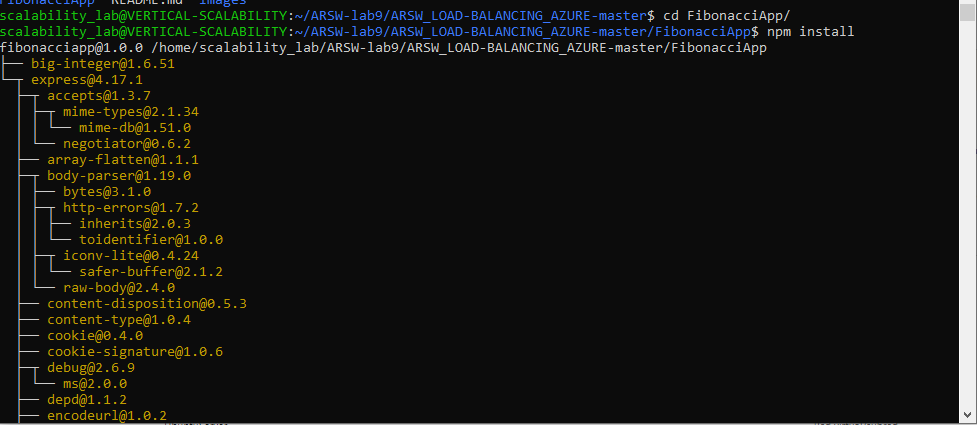 FibonacciApp README.md images
scalability_lab@VERTICAL-SCALABILITY:~/ARSW-lab9/ARSW_LOAD-BALANCING_AZURE-master$ cd FibonacciApp/
scalability_lab@VERTICAL-SCALABILITY:~/ARSW-lab9/ARSW_LOAD-BALANCING_AZURE-master/FibonacciApp$ npm install
fibonacciapp@1.0.0 /home/scalability_lab/ARSW-lab9/ARSW_LOAD-BALANCING_AZURE-master/FibonacciApp
├── big-integer@1.6.51
└─┬ express@4.17.1
  ├─┬ accepts@1.3.7
  │ ├─┬ mime-types@2.1.34
  │ │ └── mime-db@1.51.0
  │ └── negotiator@0.6.2
  ├── array-flatten@1.1.1
  ├─┬ body-parser@1.19.0
  │ ├── bytes@3.1.0
  │ ├─┬ http-errors@1.7.2
  │ │ ├── inherits@2.0.3
  │ │ └── toidentifier@1.0.0
  │ ├─┬ iconv-lite@0.4.24
  │ │ └── safer-buffer@2.1.2
  │ └── raw-body@2.4.0
  ├── content-disposition@0.5.3
  ├── content-type@1.0.4
  ├── cookie@0.4.0
  ├── cookie-signature@1.0.6
  ├─┬ debug@2.6.9
  │ └── ms@2.0.0
  ├── depd@1.1.2
  ├── encodeurl@1.0.2